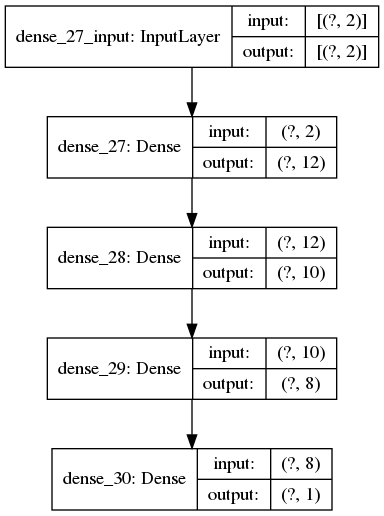 dense_27_input: InputLayer
input: [(?, 2)]
output: [(?, 2)]
dense_27: Dense
input: (?, 2)
output: (?, 12)
dense_28: Dense
input: (?, 12)
output: (?, 10)
dense_29: Dense
input: (?, 10)
output: (?, 8)
dense_30: Dense
input: (?, 8)
output: (?, 1)